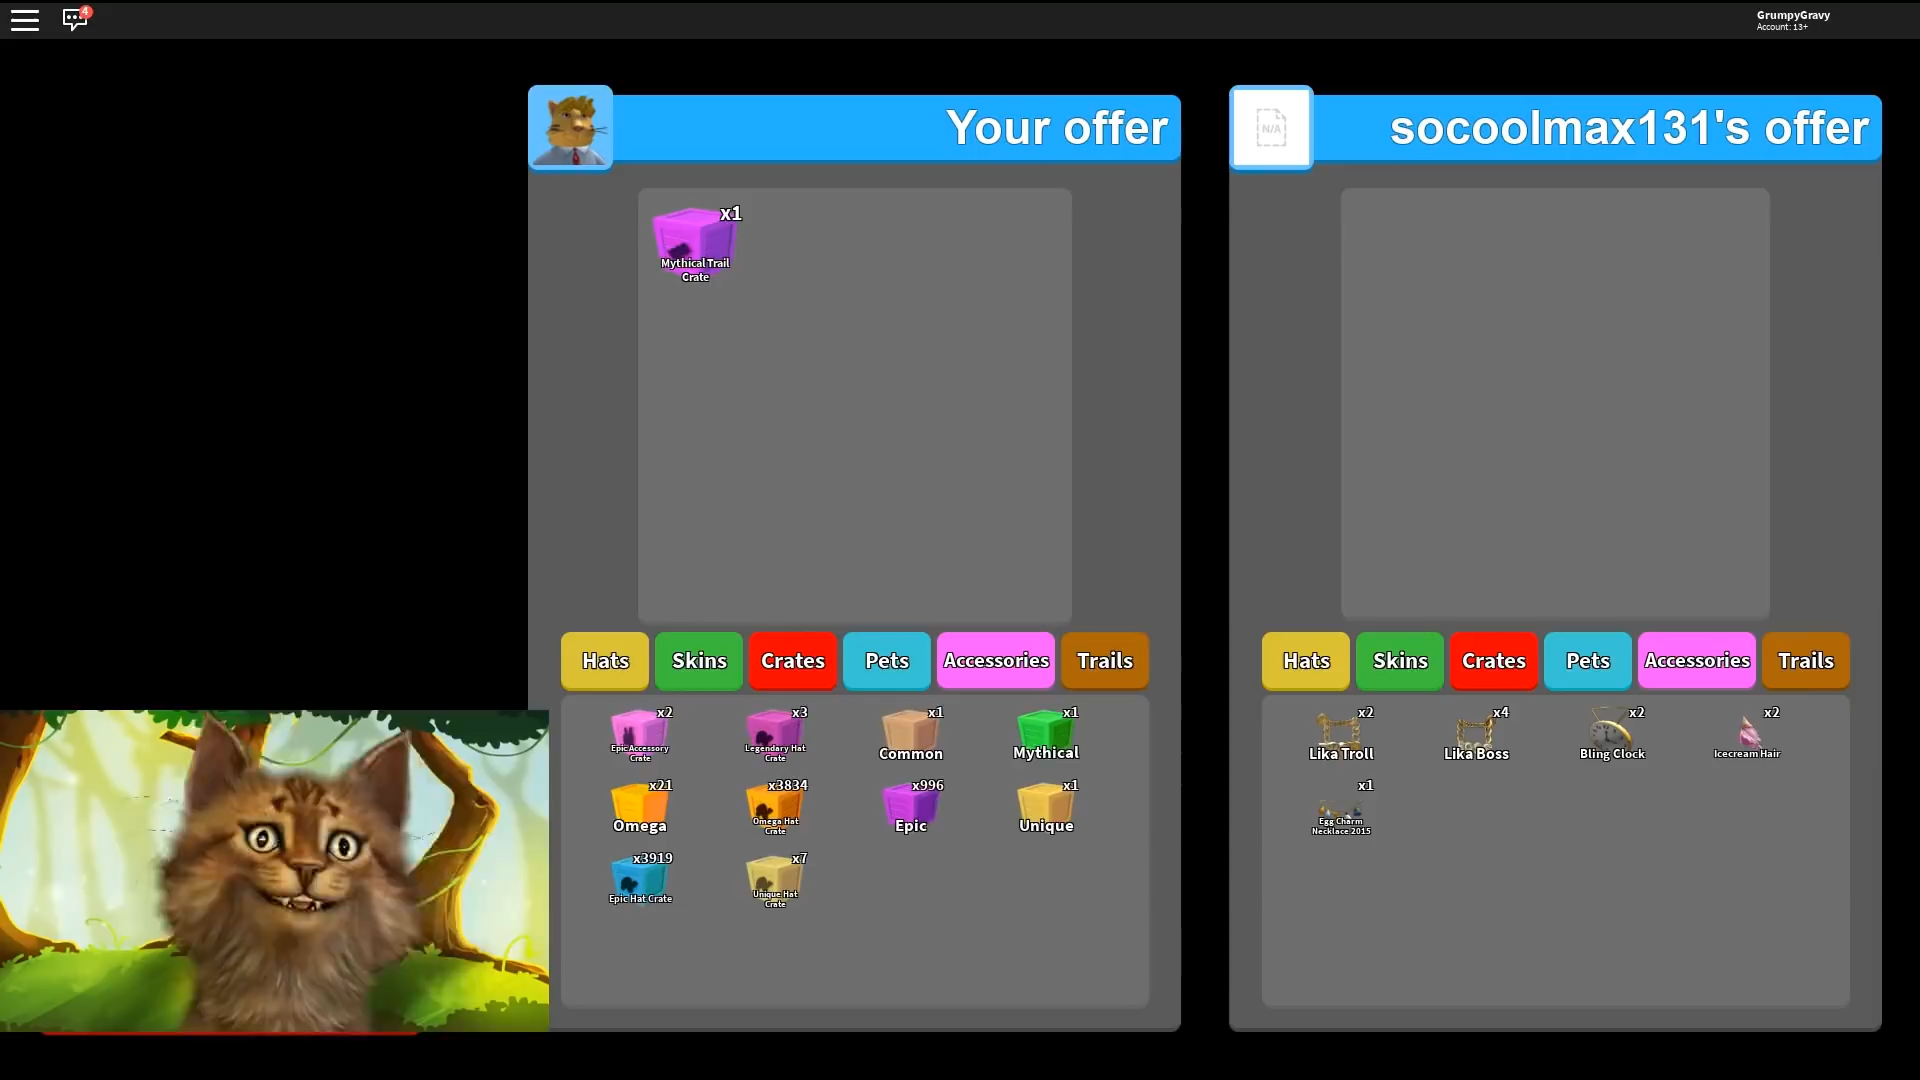 4
GrumpyGravy
Account: 13+
Your offer
x1
Mythical Trail
Crate
Hats
Skins
Crates
Pets
Accessories
Trails
x2
Epic Accessory
Crate
x3
Legendary Hat
Crate
x1
Common
x1
Mythical
x21
Omega
x3834
Omega Hat
Crate
x996
Epic
x1
Unique
x3919
Epic Hat Crate
x7
Unique Hat
Crate
N/A
socoolmax131's offer
Hats
Skins
Crates
Pets
Accessories
Trails
x2
Lika Troll
x4
Lika Boss
x2
Bling Clock
x2
Icecream Hair
x1
Egg Charm
Necklace 2015